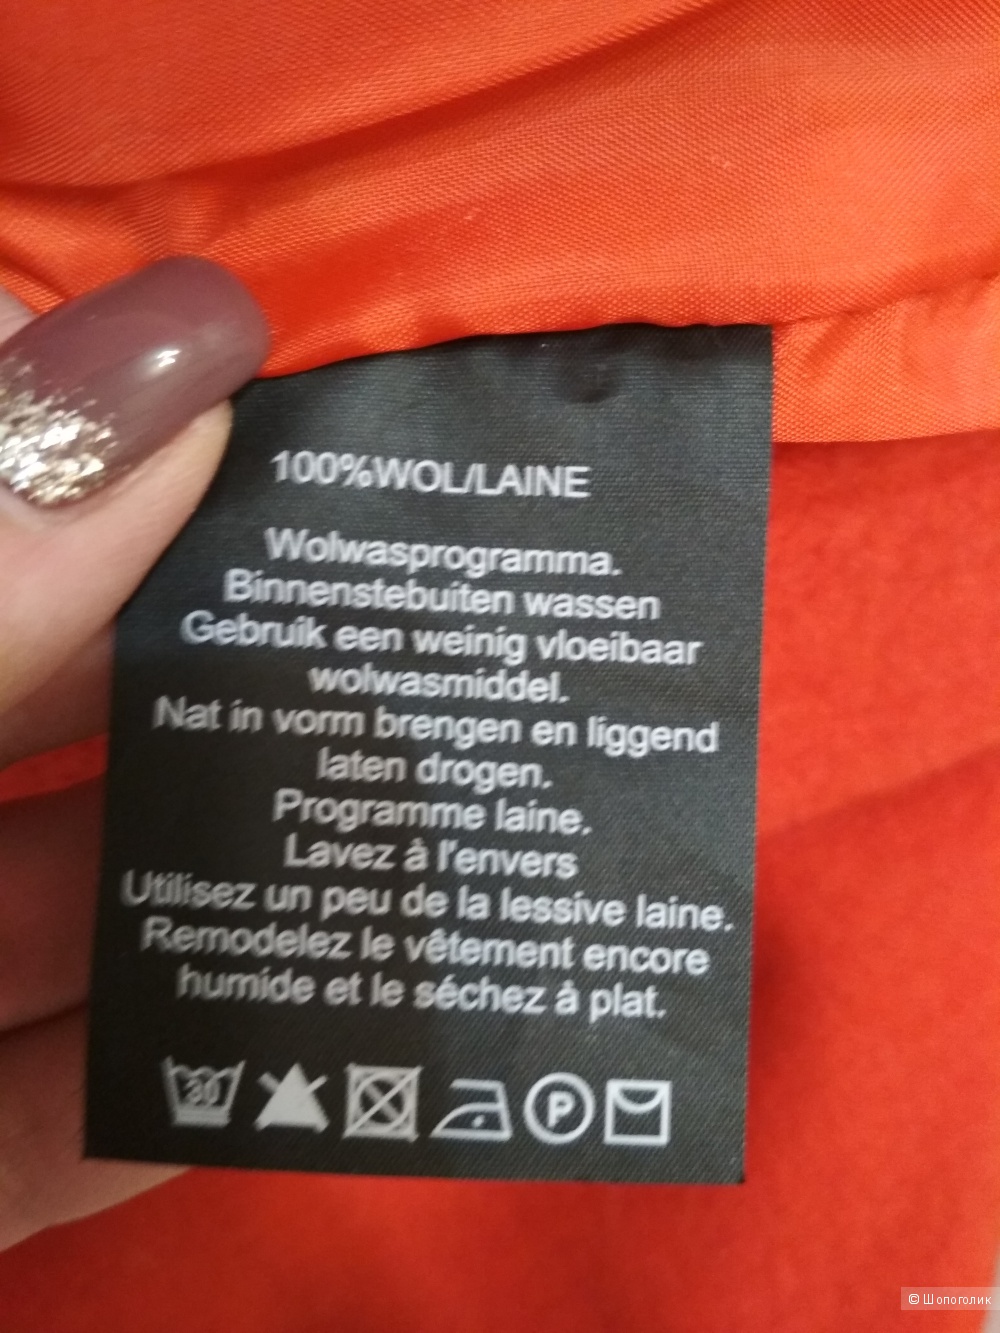 100%WOL/LAINE
Wolwasprogramma.
Binnenstebuiten wassen
Gebruik een weinig vloeibaar
wolwasmiddel.
Nat in vorm brengen en liggend
laten drogen.
Programme laine.
Lavez à l'envers
Utilisez un peu de la lessive laine.
Remodelez le vêtement encore
humide et le séchez à plat.
30 P
© Шопоголик